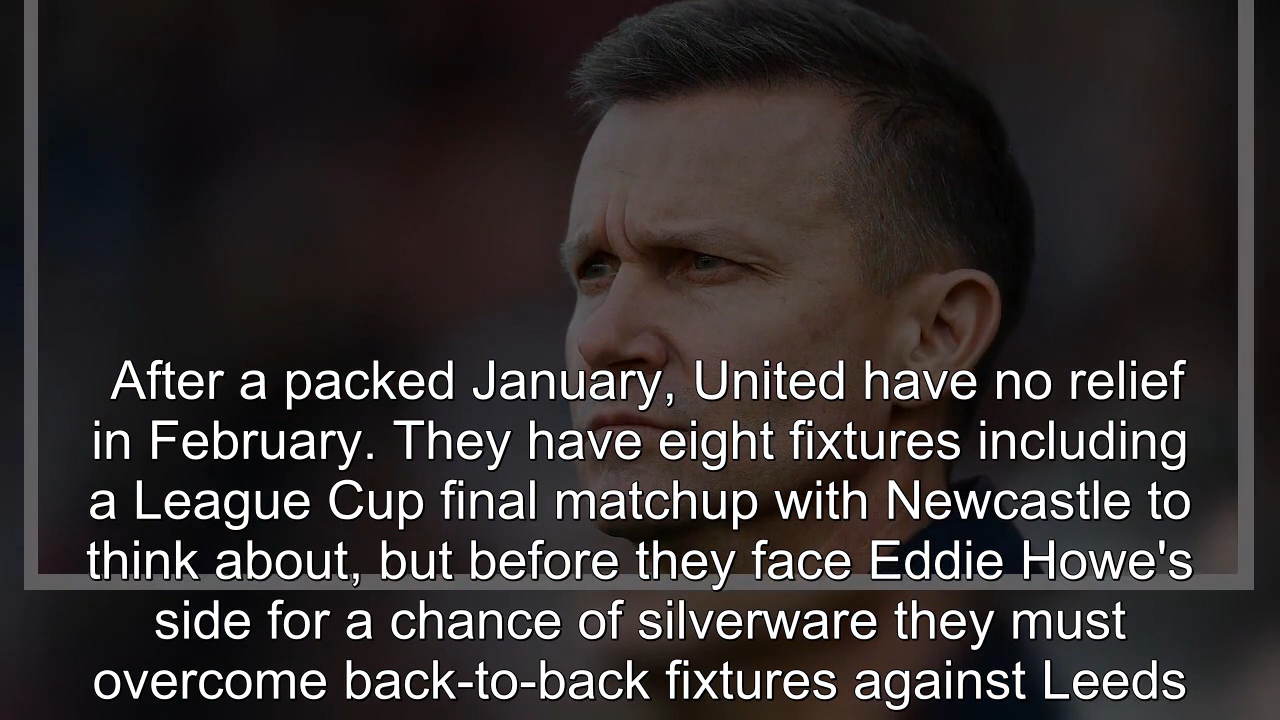 After a packed January, United have no relief
in February. They have eight fixtures including
a League Cup final matchup with Newcastle to
think about, but before they face Eddie Howe's
side for a chance of silverware they must
overcome back-to-back fixtures against Leeds